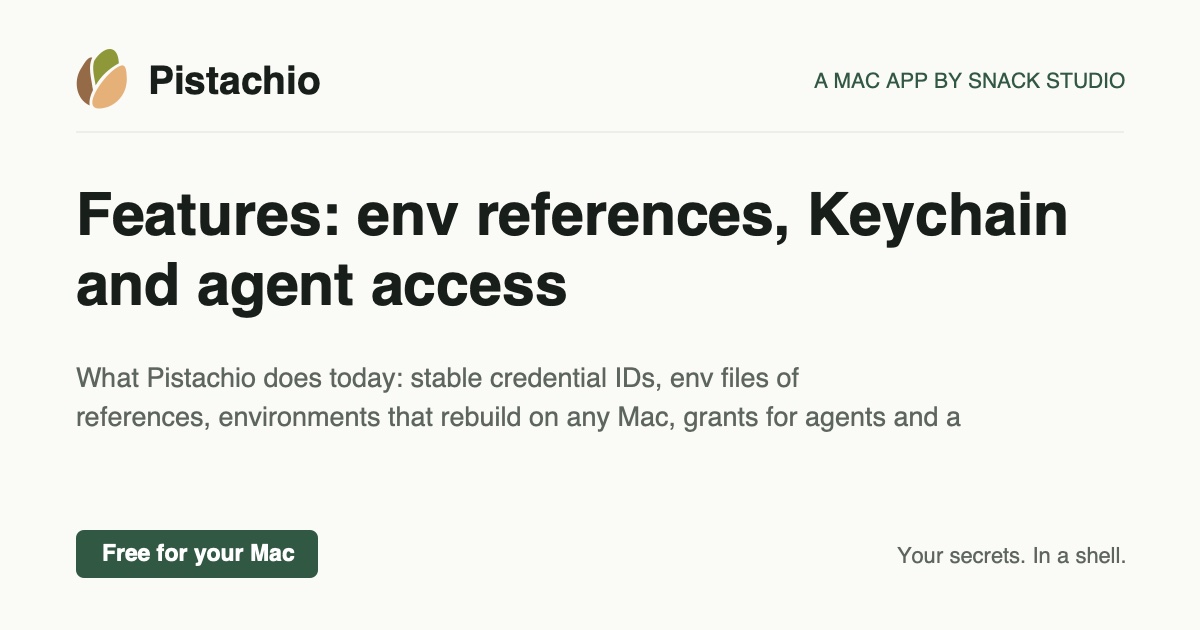 Pistachio
A MAC APP BY SNACK STUDIO
Features: env references, Keychain
and agent access
What Pistachio does today: stable credential IDs, env files of
references, environments that rebuild on any Mac, grants for agents and a
Free for your Mac
Your secrets. In a shell.